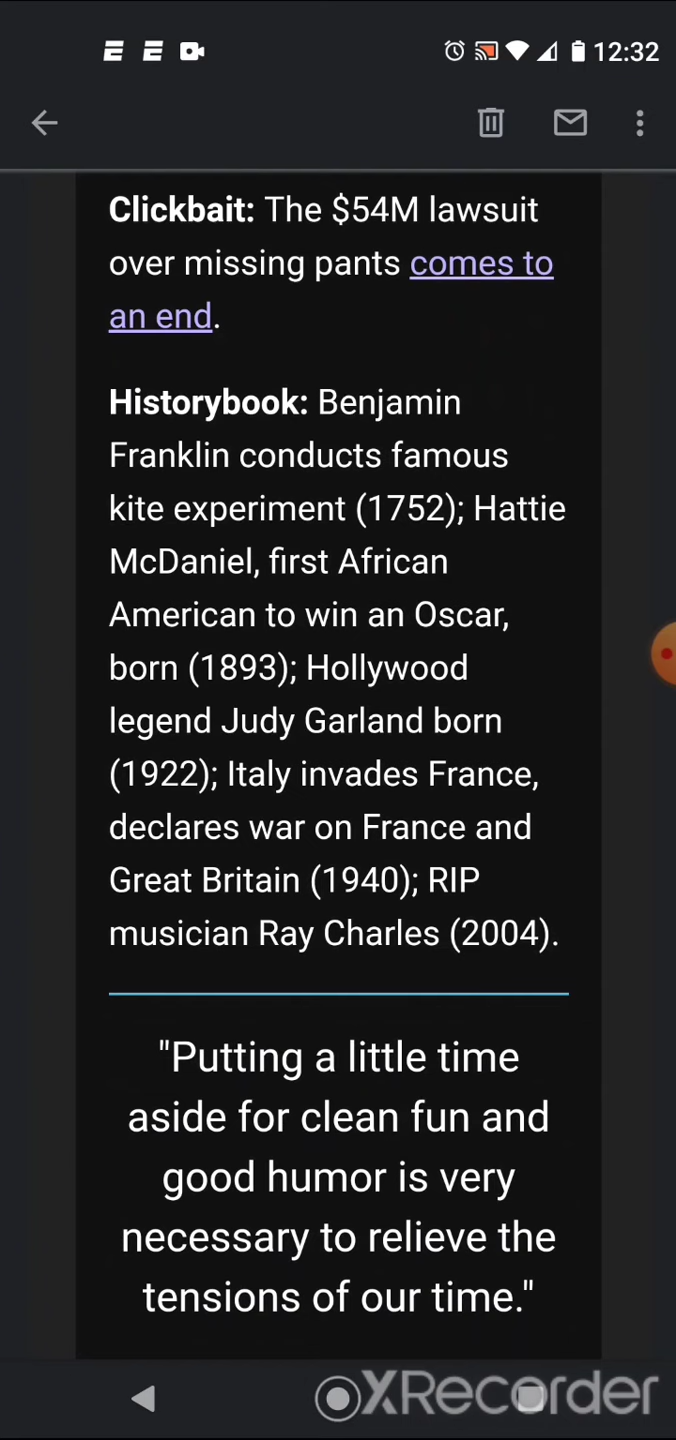 12:32
Clickbait: The $54M lawsuit
over missing pants comes to
an end.
Historybook: Benjamin
Franklin conducts famous
kite experiment (1752); Hattie
McDaniel, first African
American to win an Oscar,
born (1893); Hollywood
legend Judy Garland born
(1922); Italy invades France,
declares war on France and
Great Britain (1940); RIP
musician Ray Charles (2004).
"Putting a little time
aside for clean fun and
good humor is very
necessary to relieve the
tensions of our time."
XRecorder